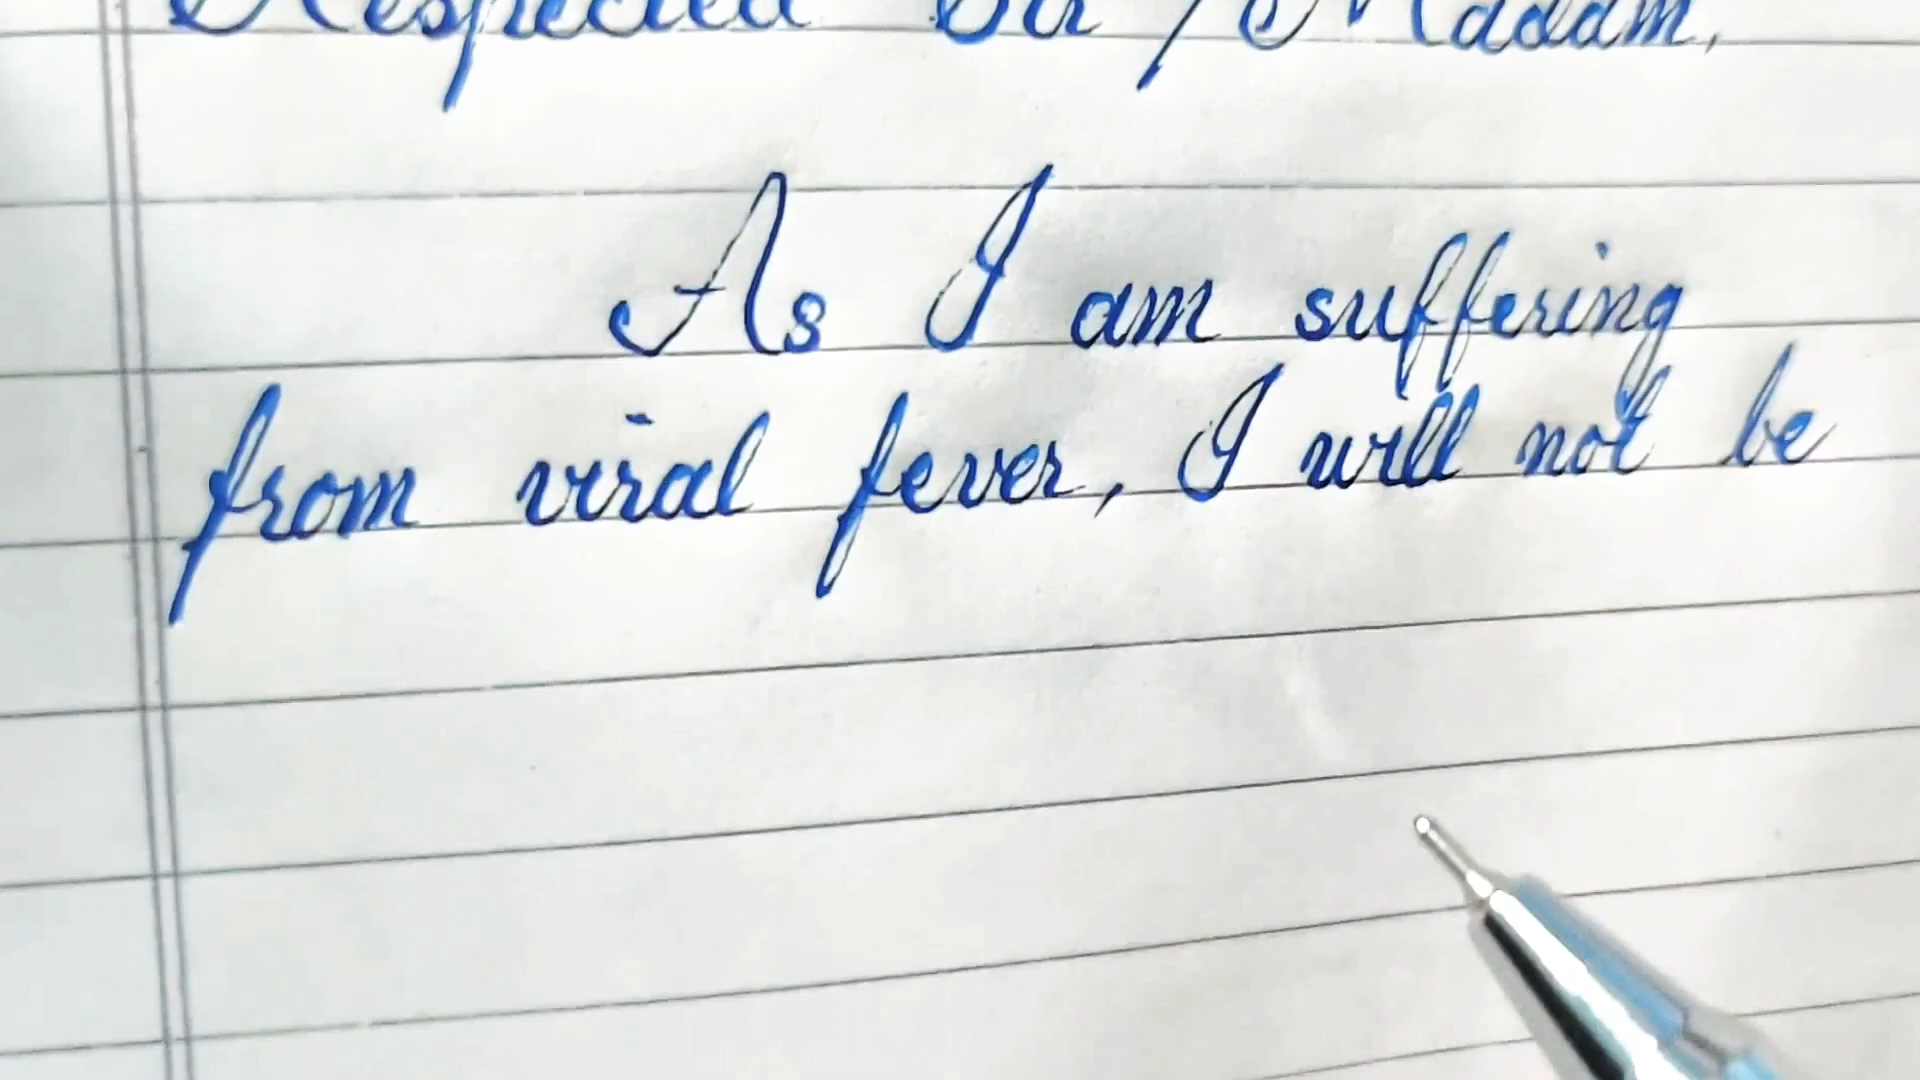 Respected Sir / Madam,
As I am suffering
from viral fever, I will not be